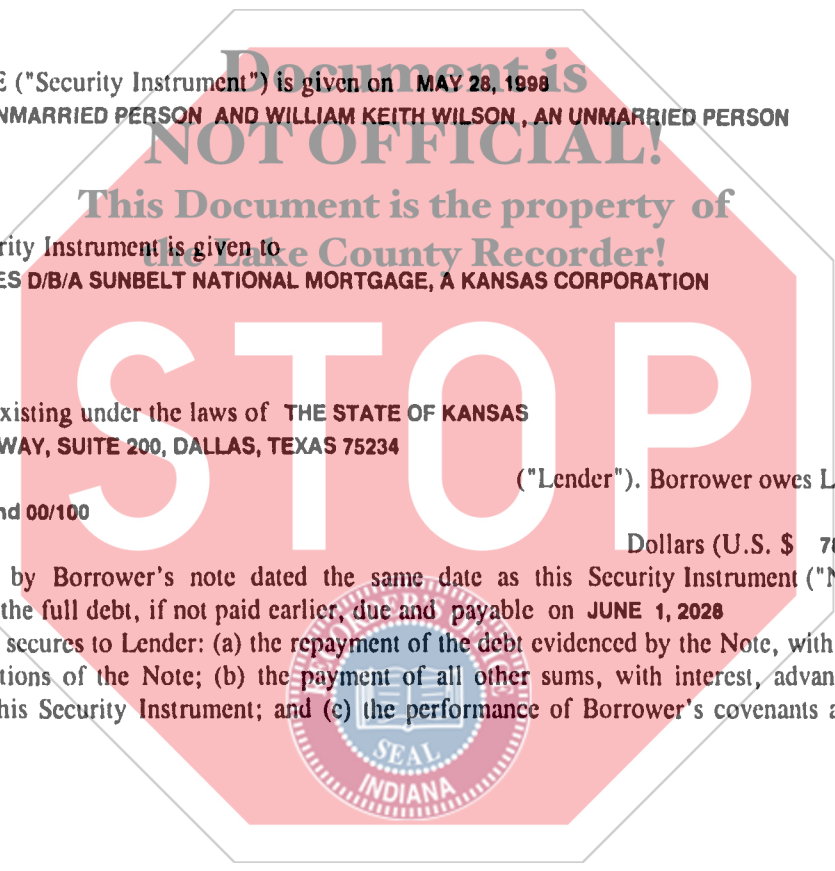 Document is
E ("Security Instrument") is given on MAY 28, 1998
NMARRIED PERSON AND WILLIAM KEITH WILSON , AN UNMARRIED PERSON
NOT OFFICIAL!
This Document is the property of
rity Instrument is given to
the Lake County Recorder!
ES D/B/A SUNBELT NATIONAL MORTGAGE, A KANSAS CORPORATION
STOP
xisting under the laws of THE STATE OF KANSAS
WAY, SUITE 200, DALLAS, TEXAS 75234
("Lender"). Borrower owes L
nd 00/100
Dollars (U.S. $ 78
by Borrower's note dated the same date as this Security Instrument ("N
the full debt, if not paid earlier, due and payable on JUNE 1, 2028
secures to Lender: (a) the repayment of the debt evidenced by the Note, with
tions of the Note; (b) the payment of all other sums, with interest, advan
his Security Instrument; and (c) the performance of Borrower's covenants a
RECORDER'S OFFICE
SEAL
INDIANA